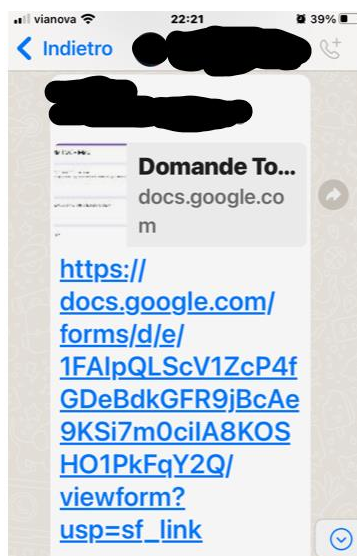 vianova 22:21 39%
Indietro
Domande To...
docs.google.co
m
https://
docs.google.com/
forms/d/e/
1FAIpQLScV1ZcP4f
GDeBdkGFR9jBcAe
9KSi7m0cilA8KOS
HO1PkFqY2Q/
viewform?
usp=sf_link